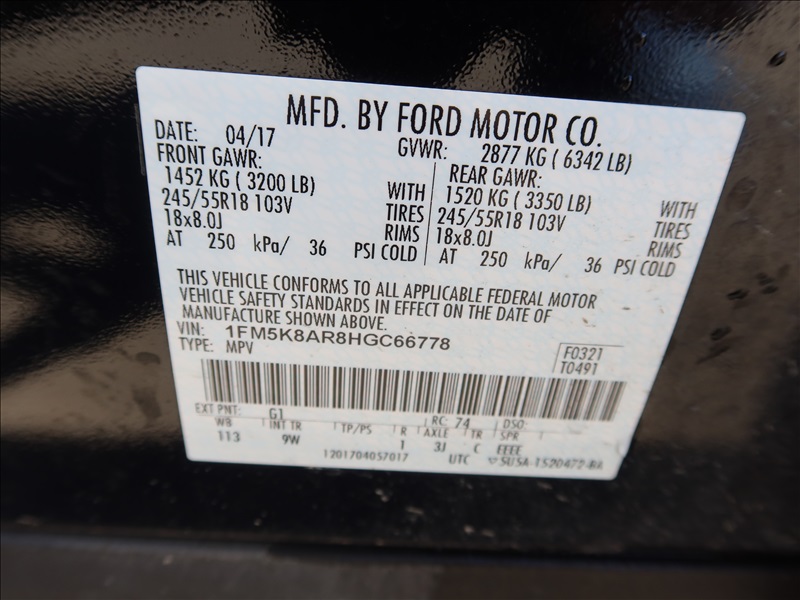 MFD. BY FORD MOTOR CO.
DATE: 04/17 GVWR: 2877 KG ( 6342 LB)
FRONT GAWR: REAR GAWR:
1452 KG ( 3200 LB) WITH 1520 KG ( 3350 LB) WITH
245/55R18 103V TIRES 245/55R18 103V TIRES
18x8.0J RIMS 18x8.0J RIMS
AT 250 kPa/ 36 PSI COLD AT 250 kPa/ 36 PSI COLD
THIS VEHICLE CONFORMS TO ALL APPLICABLE FEDERAL MOTOR
VEHICLE SAFETY STANDARDS IN EFFECT ON THE DATE OF
MANUFACTURE SHOWN ABOVE.
VIN: 1FM5K8AR8HGC66778
TYPE: MPV
F0321
T0491
EXT PNT: G1 RC: 74 DSO:
WB INT TR TP/PS R AXLE TR SPR
113 9W 1 3J C EEEE
1201704057017 UTC 5U5A-1520472-BA